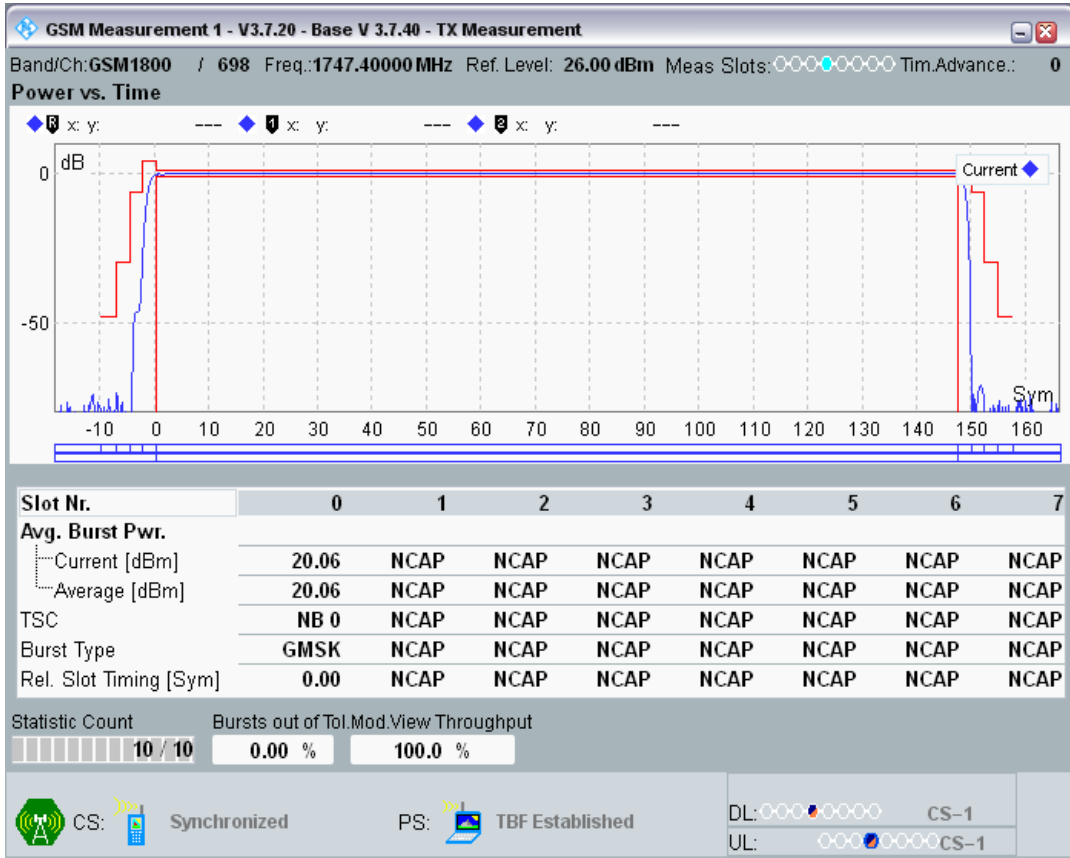 GSM Measurement 1 - V3.7.20 - Base V 3.7.40 - TX Measurement
Band/Ch:GSM1800 / 698 Freq.:1747.40000 MHz Ref. Level: 26.00 dBm Meas Slots: Tim.Advance.: 0
Power vs. Time
R x: y: --- 1 x: y: --- 2 x: y: ---
dB
Current
0
-50
Sym
-10 0 10 20 30 40 50 60 70 80 90 100 110 120 130 140 150 160
Slot Nr. 0 1 2 3 4 5 6 7
Avg. Burst Pwr.
Current [dBm] 20.06 NCAP NCAP NCAP NCAP NCAP NCAP NCAP
Average [dBm] 20.06 NCAP NCAP NCAP NCAP NCAP NCAP NCAP
TSC NB 0 NCAP NCAP NCAP NCAP NCAP NCAP NCAP
Burst Type GMSK NCAP NCAP NCAP NCAP NCAP NCAP NCAP
Rel. Slot Timing [Sym] 0.00 NCAP NCAP NCAP NCAP NCAP NCAP NCAP
Statistic Count Bursts out of Tol.Mod.View Throughput
10 / 10 0.00 % 100.0 %
CS: Synchronized PS: TBF Established
DL: CS-1
UL: CS-1